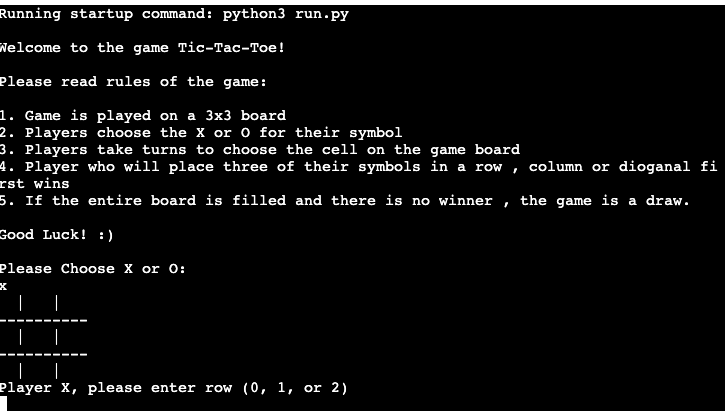 Running startup command: python3 run.py
Welcome to the game Tic-Tac-Toe!
Please read rules of the game:
1. Game is played on a 3x3 board
2. Players choose the X or O for their symbol
3. Players take turns to choose the cell on the game board
4. Player who will place three of their symbols in a row , column or dioganal fi
rst wins
5. If the entire board is filled and there is no winner , the game is a draw.
Good Luck! :)
Please Choose X or O:
x
  |   |
----------
  |   |
----------
  |   |
Player X, please enter row (0, 1, or 2)